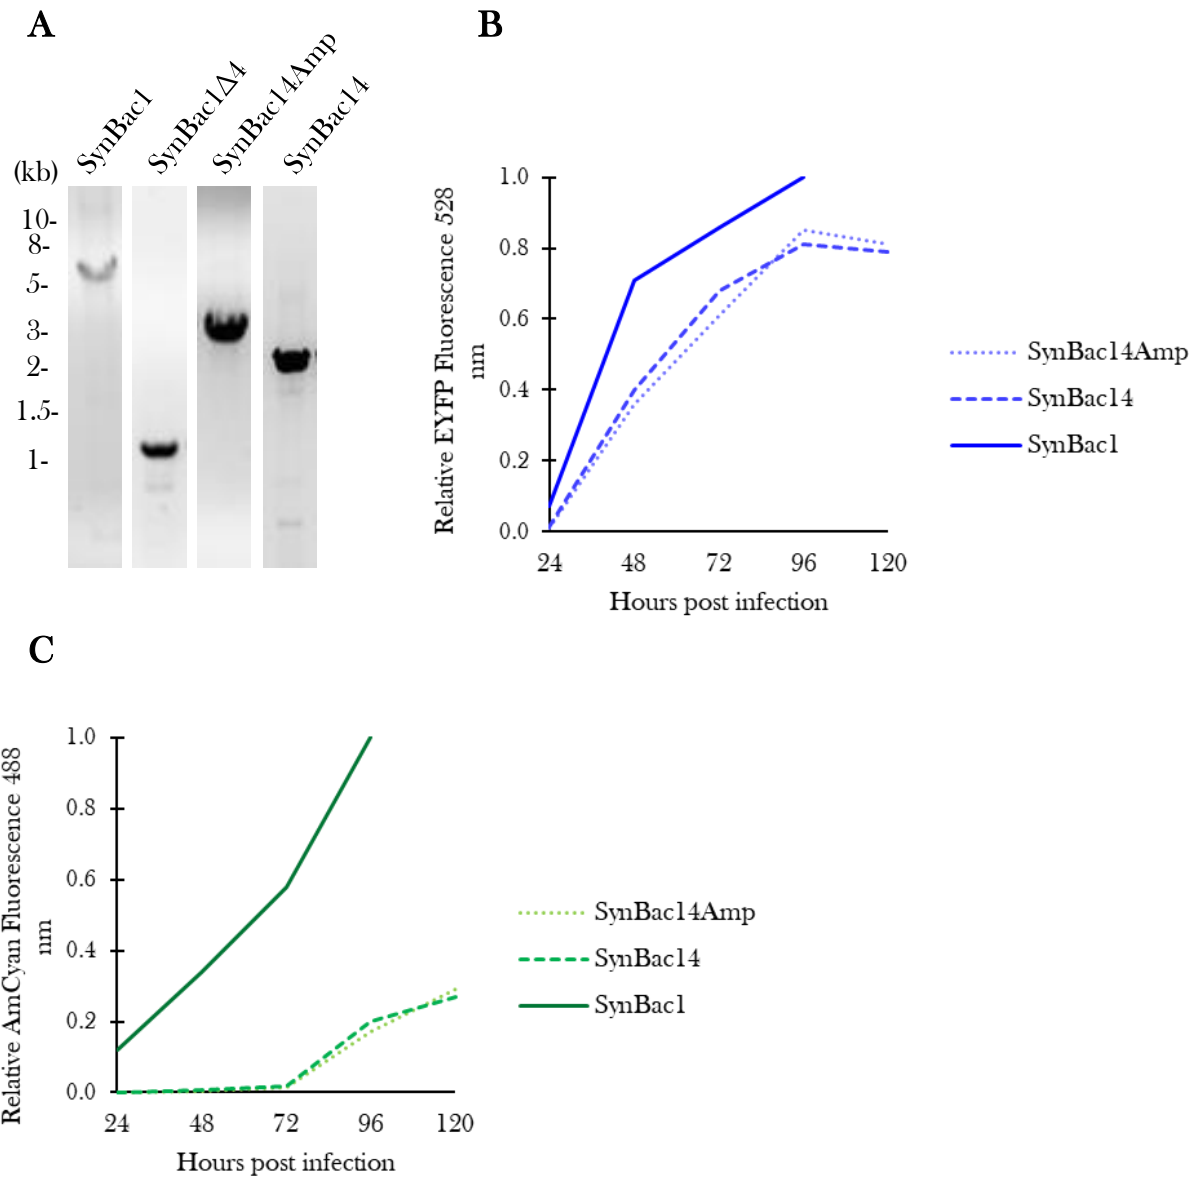 A
SynBac1
SynBac1Δ4
SynBac14Amp
SynBac14
(kb)
10-
8-
5-
3-
2-
1.5-
1-
B
Relative EYFP Fluorescence 528
nm
1.0
0.8
0.6
0.4
0.2
0.0
24 48 72 96 120
Hours post infection
SynBac14Amp
SynBac14
SynBac1
C
Relative AmCyan Fluorescence 488
nm
1.0
0.8
0.6
0.4
0.2
0.0
24 48 72 96 120
Hours post infection
SynBac14Amp
SynBac14
SynBac1